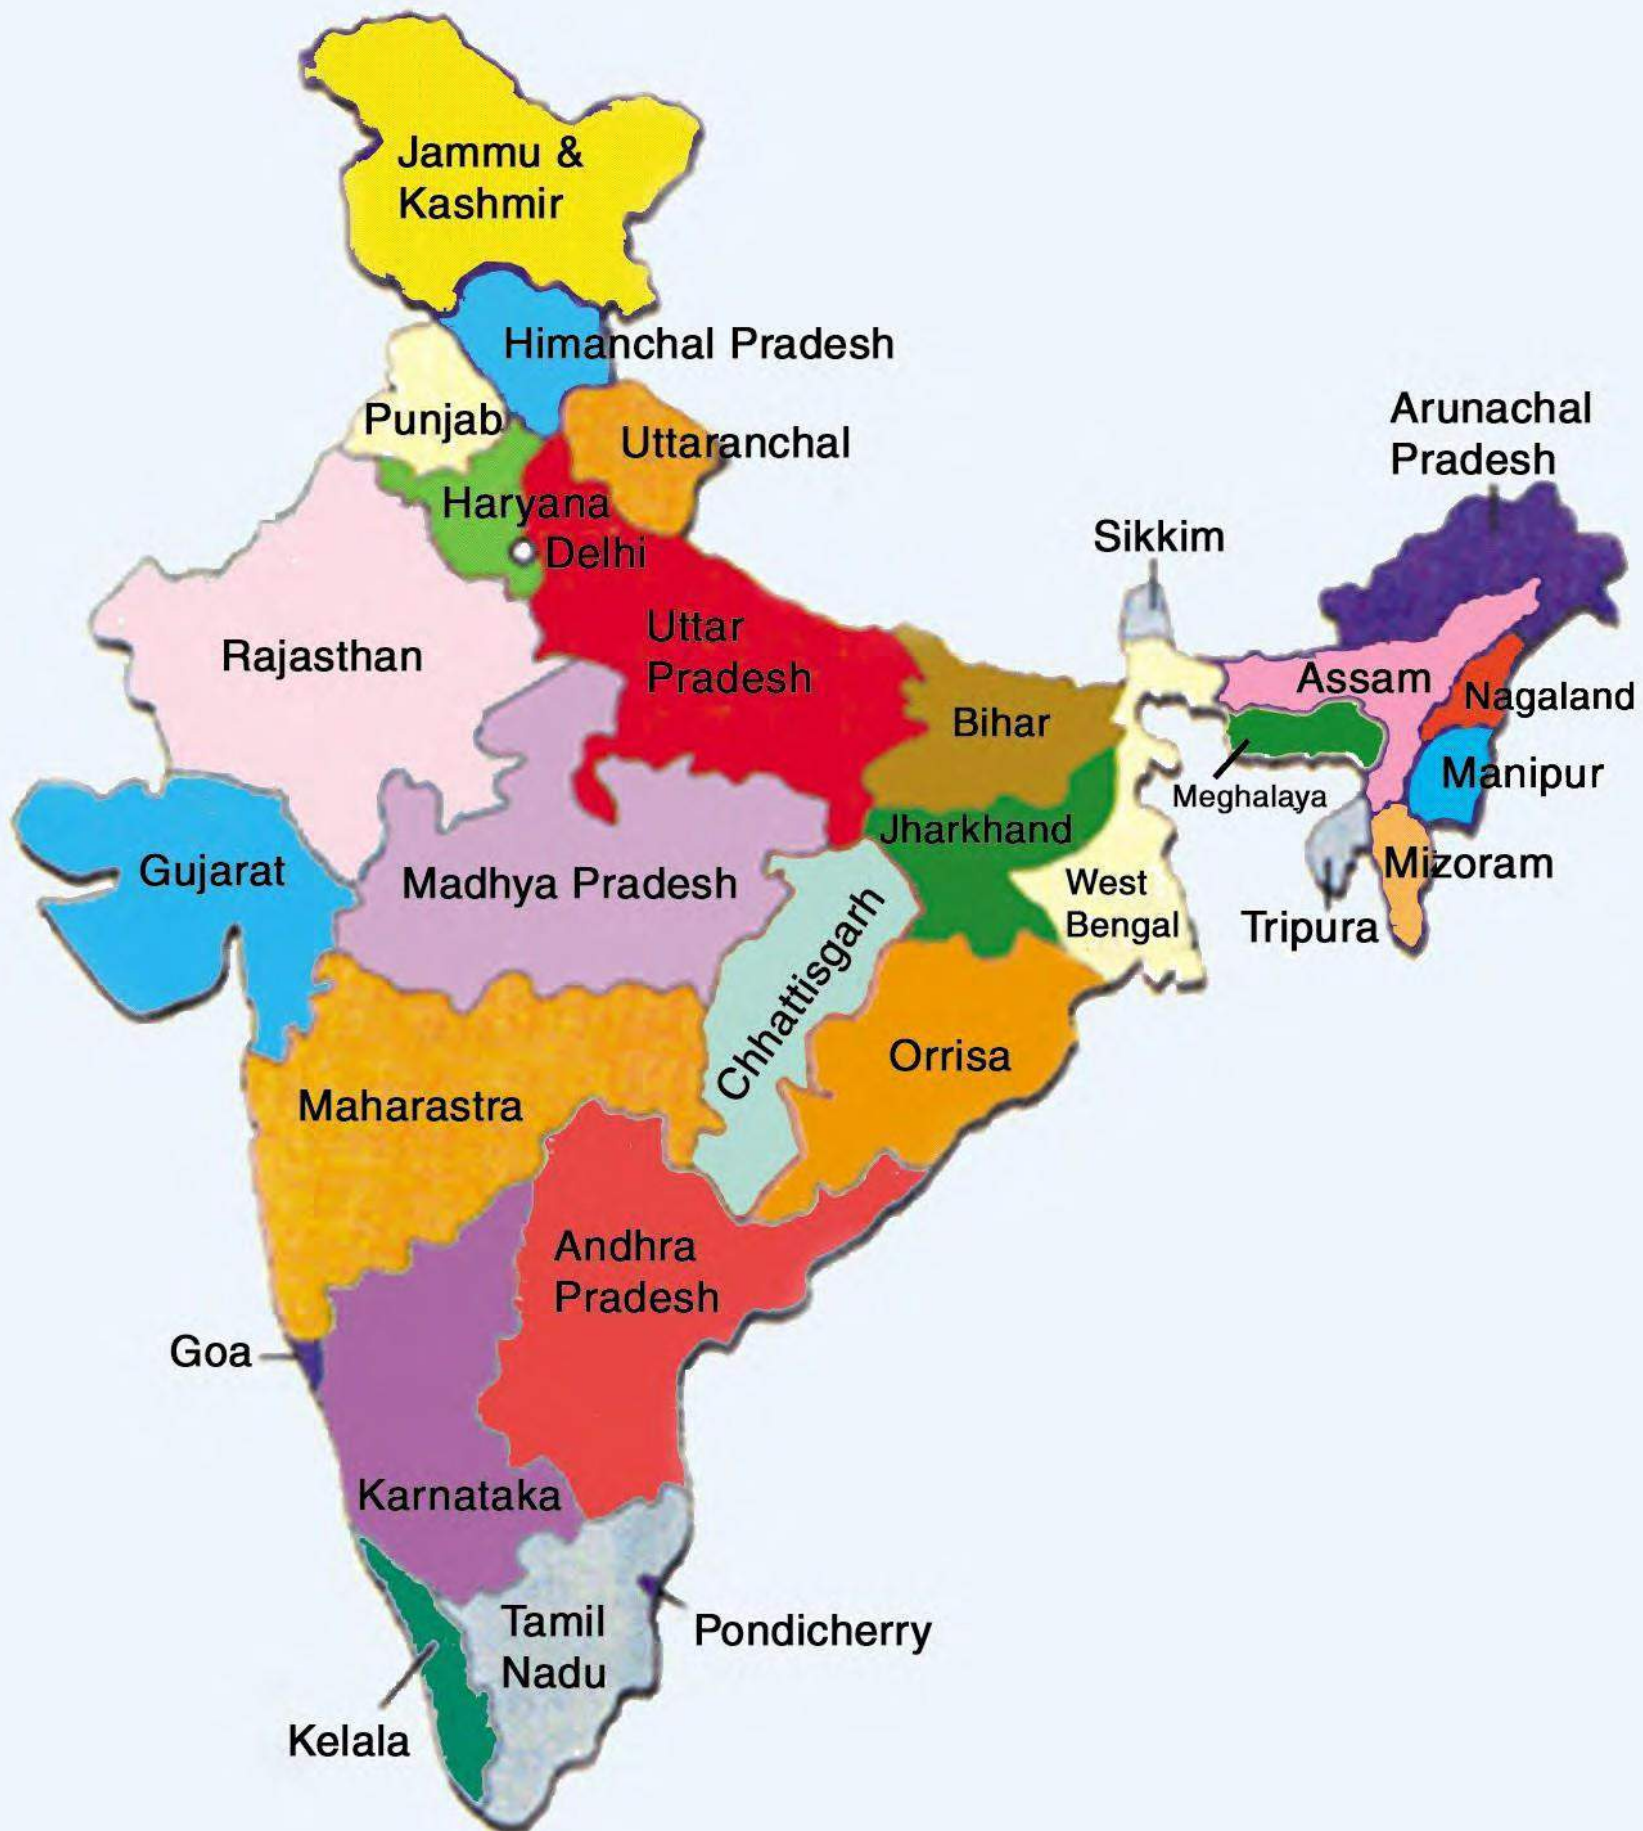 Jammu &
Kashmir
Himanchal Pradesh
Punjab
Uttaranchal
Arunachal
Pradesh
Haryana
Delhi
Sikkim
Uttar
Pradesh
Rajasthan
Assam
Nagaland
Bihar
Manipur
Meghalaya
Jharkhand
Gujarat
Madhya Pradesh
Mizoram
West
Bengal
Tripura
Chhattisgarh
Orrisa
Maharastra
Andhra
Pradesh
Goa
Karnataka
Tamil
Nadu
Pondicherry
Kelala